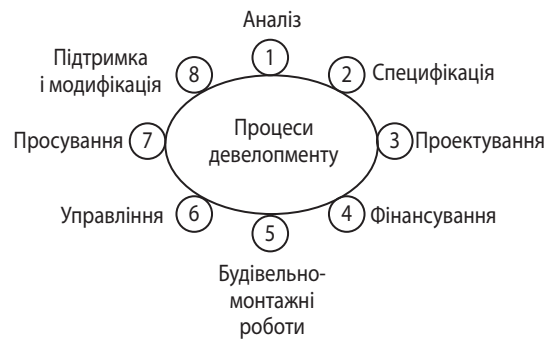 Аналіз
1
2
Специфікація
3
Проектування
4
Фінансування
5
Будівельно-
монтажні
роботи
6
Управління
7
Просування
8
Підтримка
і модифікація
Процеси
девелопменту